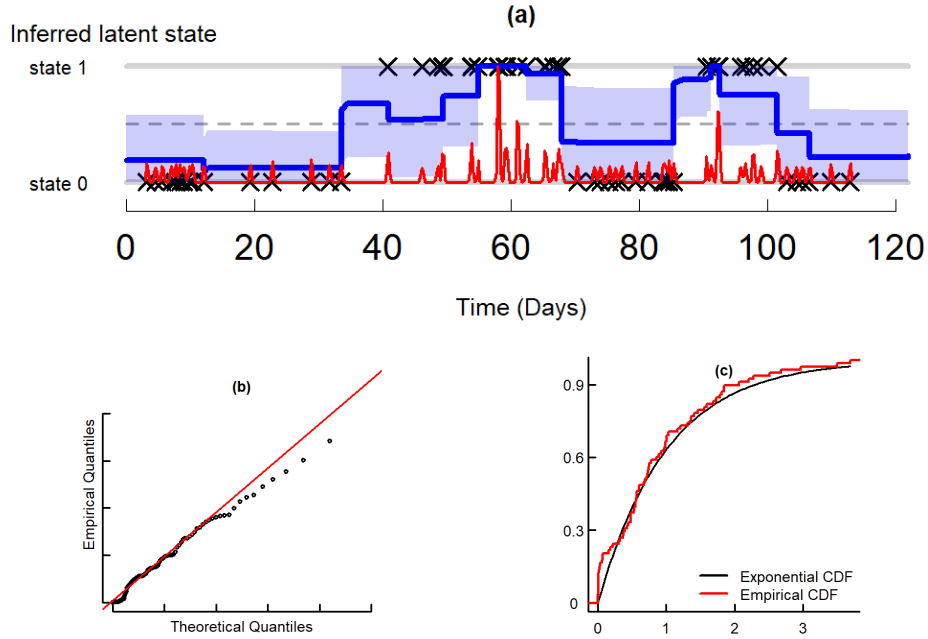 (a)
Inferred latent state
state 1
state 0
0 20 40 60 80 100 120
Time (Days)
(b)
Empirical Quantiles
Theoretical Quantiles
(c)
0.9
0.6
0.3
0
Exponential CDF
Empirical CDF
0 1 2 3